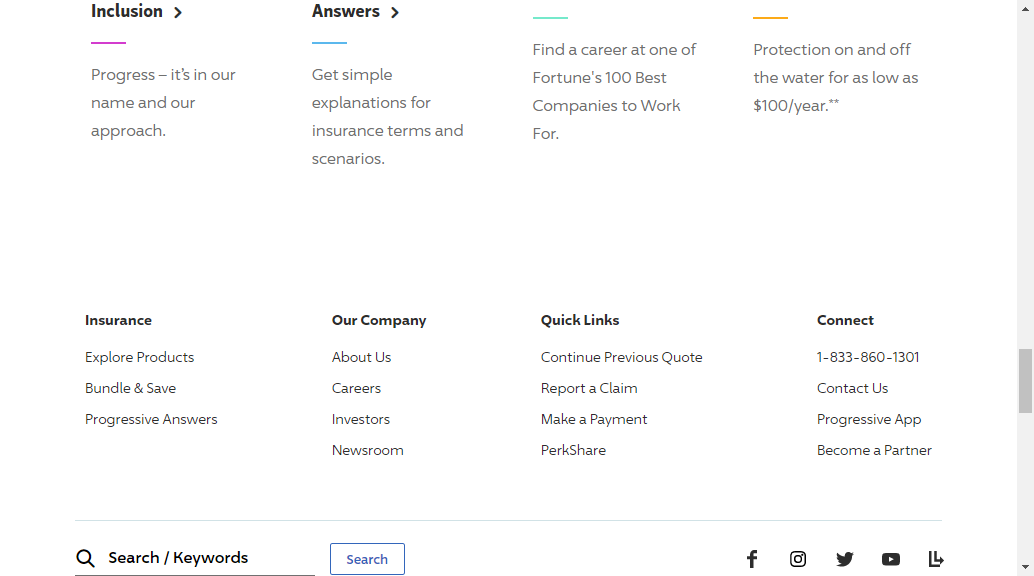 Inclusion
Progress – it’s in our
name and our
approach.
Answers
Get simple
explanations for
insurance terms and
scenarios.
Find a career at one of
Fortune's 100 Best
Companies to Work
For.
Protection on and off
the water for as low as
$100/year.**
Insurance
Explore Products
Bundle & Save
Progressive Answers
Our Company
About Us
Careers
Investors
Newsroom
Quick Links
Continue Previous Quote
Report a Claim
Make a Payment
PerkShare
Connect
1-833-860-1301
Contact Us
Progressive App
Become a Partner
Search / Keywords
Search